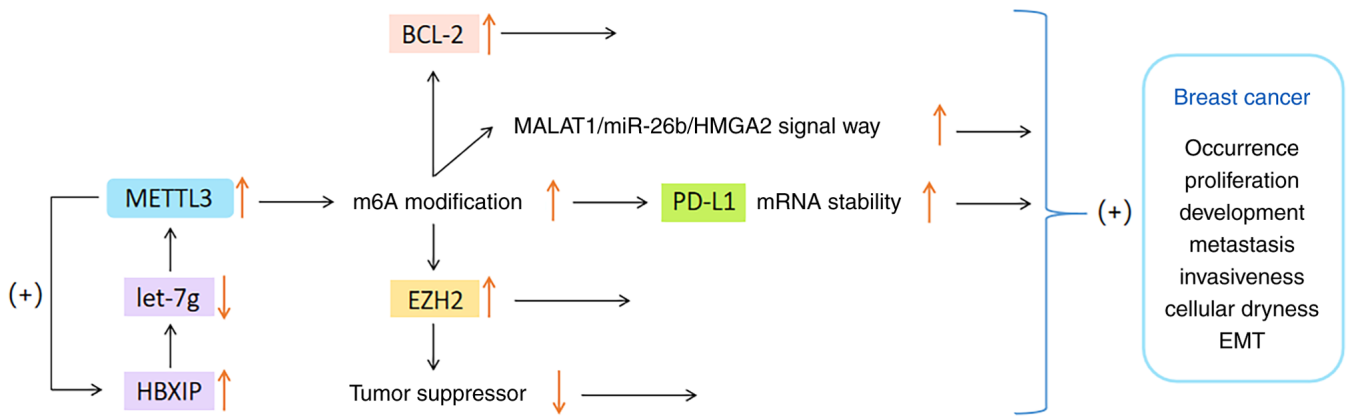 BCL-2
MALAT1/miR-26b/HMGA2 signal way
METTL3
m6A modification
PD-L1 mRNA stability
(+)
let-7g
EZH2
HBXIP
Tumor suppressor
(+)
Breast cancer
Occurrence
proliferation
development
metastasis
invasiveness
cellular dryness
EMT